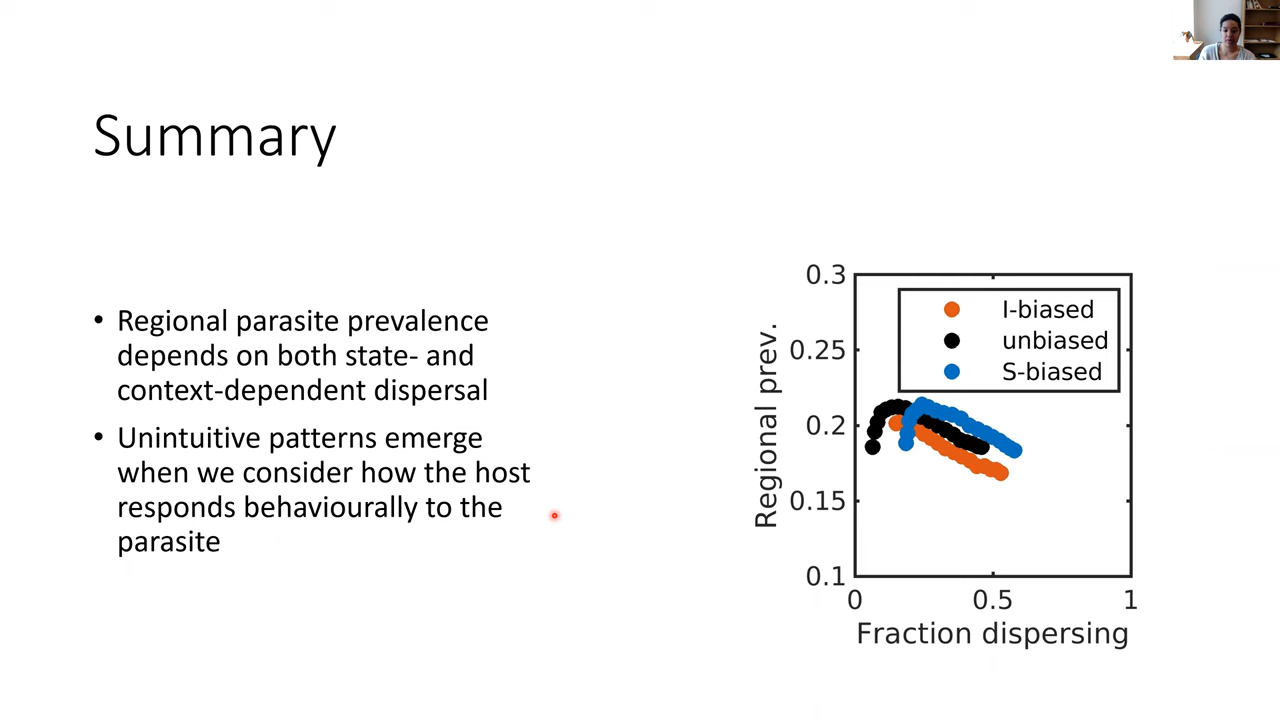 Summary
• Regional parasite prevalence
depends on both state- and
context-dependent dispersal
• Unintuitive patterns emerge
when we consider how the host
responds behaviourally to the
parasite
Regional prev.
0.3
0.25
0.2
0.15
0.1
I-biased
unbiased
S-biased
0 0.5 1
Fraction dispersing